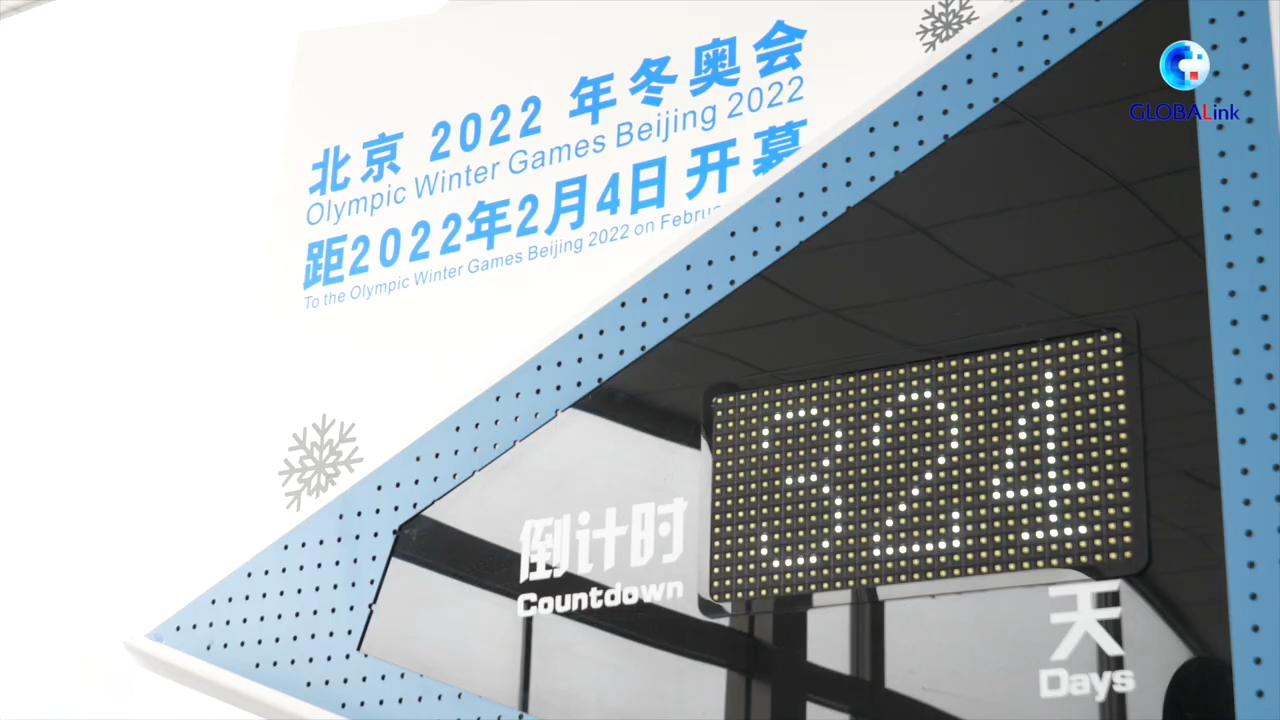 GLOBALink
北京 2022 年冬奥会
Olympic Winter Games Beijing 2022
距2022年2月4日开幕
To the Olympic Winter Games Beijing 2022 on Febru
倒计时
Countdown
324
天
Days